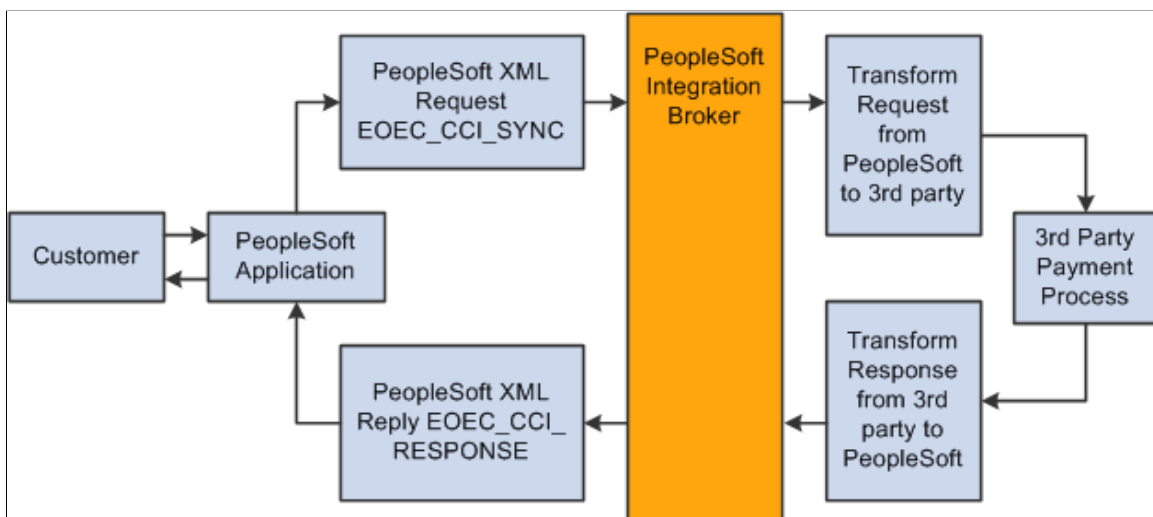 PeopleSoft XML
Request
EOEC_CCI_SYNC
PeopleSoft
Integration
Broker
Transform
Request
from
PeopleSoft
to 3rd party
Customer
PeopleSoft
Application
3rd Party
Payment
Process
PeopleSoft XML
Reply EOEC_CCI_
RESPONSE
Transform
Response
from 3rd
party to
PeopleSoft